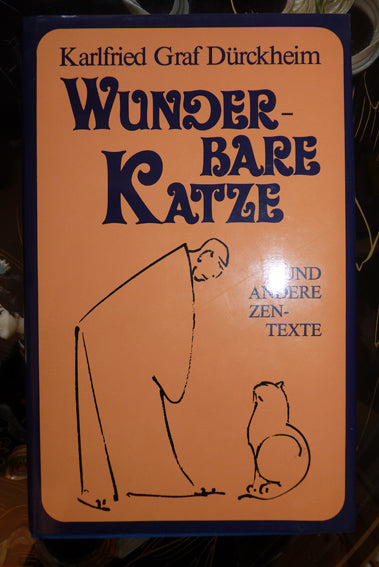 Karlfried Graf Dürckheim
WUNDER-
BARE
KATZE
UND
ANDERE
ZEN-
TEXTE